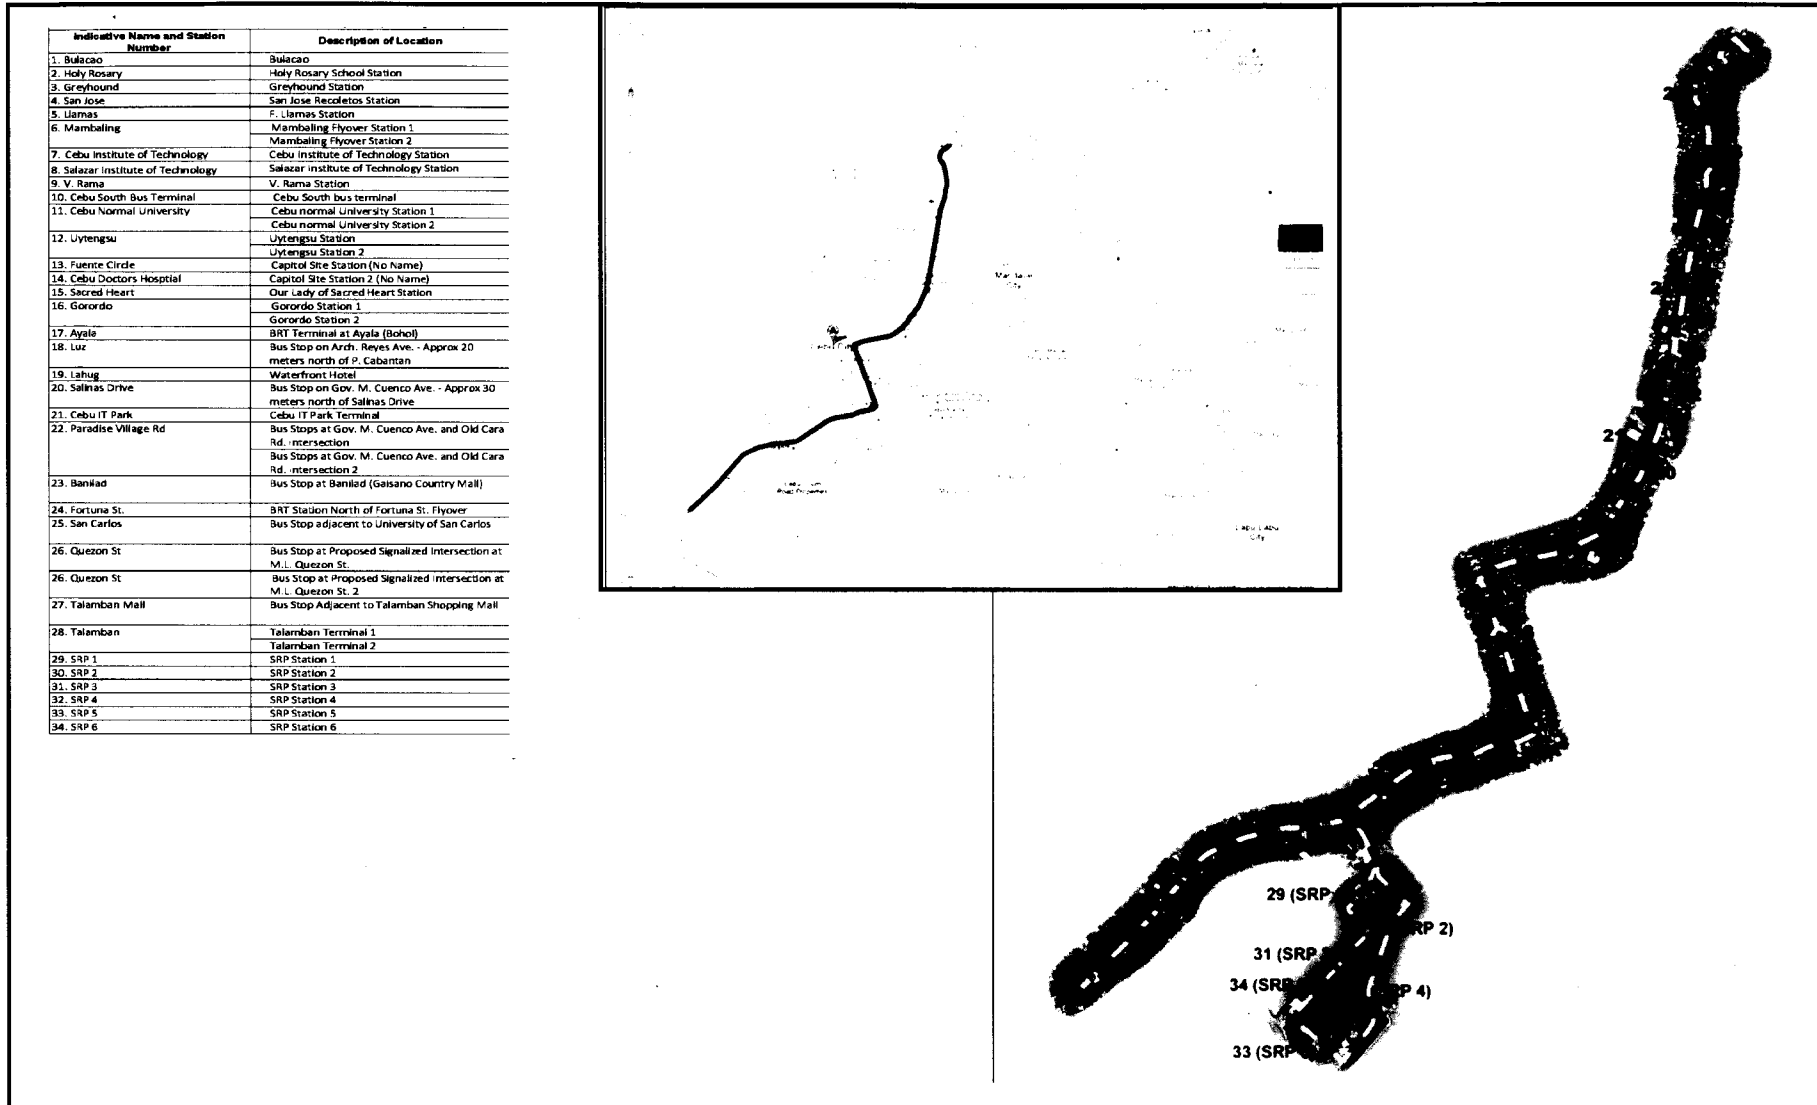 Indicative Name and Station Number
Description of Location
1. Bulacao
Bulacao
2. Holy Rosary
Holy Rosary School Station
3. Greyhound
Greyhound Station
4. San Jose
San Jose Recoletos Station
5. Llamas
F. Llamas Station
6. Mambaling
Mambaling Flyover Station 1
Mambaling Flyover Station 2
7. Cebu Institute of Technology
Cebu Institute of Technology Station
8. Salazar Institute of Technology
Salazar Institute of Technology Station
9. V. Rama
V. Rama Station
10. Cebu South Bus Terminal
Cebu South bus terminal
11. Cebu Normal University
Cebu normal University Station 1
Cebu normal University Station 2
12. Uytengsu
Uytengsu Station
Uytengsu Station 2
13. Fuente Circle
Capitol Site Station (No Name)
14. Cebu Doctors Hosptial
Capitol Site Station 2 (No Name)
15. Sacred Heart
Our Lady of Sacred Heart Station
16. Gorordo
Gorordo Station 1
Gorordo Station 2
17. Ayala
BRT Terminal at Ayala (Bohol)
18. Luz
Bus Stop on Arch. Reyes Ave. - Approx 20
meters north of P. Cabantan
19. Lahug
Waterfront Hotel
20. Salinas Drive
Bus Stop on Gov. M. Cuenco Ave. - Approx 30
meters north of Salinas Drive
21. Cebu IT Park
Cebu IT Park Terminal
22. Paradise Village Rd
Bus Stops at Gov. M. Cuenco Ave. and Old Cara
Rd. intersection
Bus Stops at Gov. M. Cuenco Ave. and Old Cara
Rd. intersection 2
23. Banilad
Bus Stop at Banilad (Gaisano Country Mall)
24. Fortuna St.
BRT Station North of Fortuna St. Flyover
25. San Carlos
Bus Stop adjacent to University of San Carlos
26. Quezon St
Bus Stop at Proposed Signalized Intersection at
M.L. Quezon St.
26. Quezon St
Bus Stop at Proposed Signalized Intersection at
M.L. Quezon St. 2
27. Talamban Mall
Bus Stop Adjacent to Talamban Shopping Mall
28. Talamban
Talamban Terminal 1
Talamban Terminal 2
29. SRP 1
SRP Station 1
30. SRP 2
SRP Station 2
31. SRP 3
SRP Station 3
32. SRP 4
SRP Station 4
33. SRP 5
SRP Station 5
34. SRP 6
SRP Station 6
City
Lapu Lapu
City
29 (SRP
RP 2)
31 (SRP
34 (SRP
RP 4)
33 (SRP